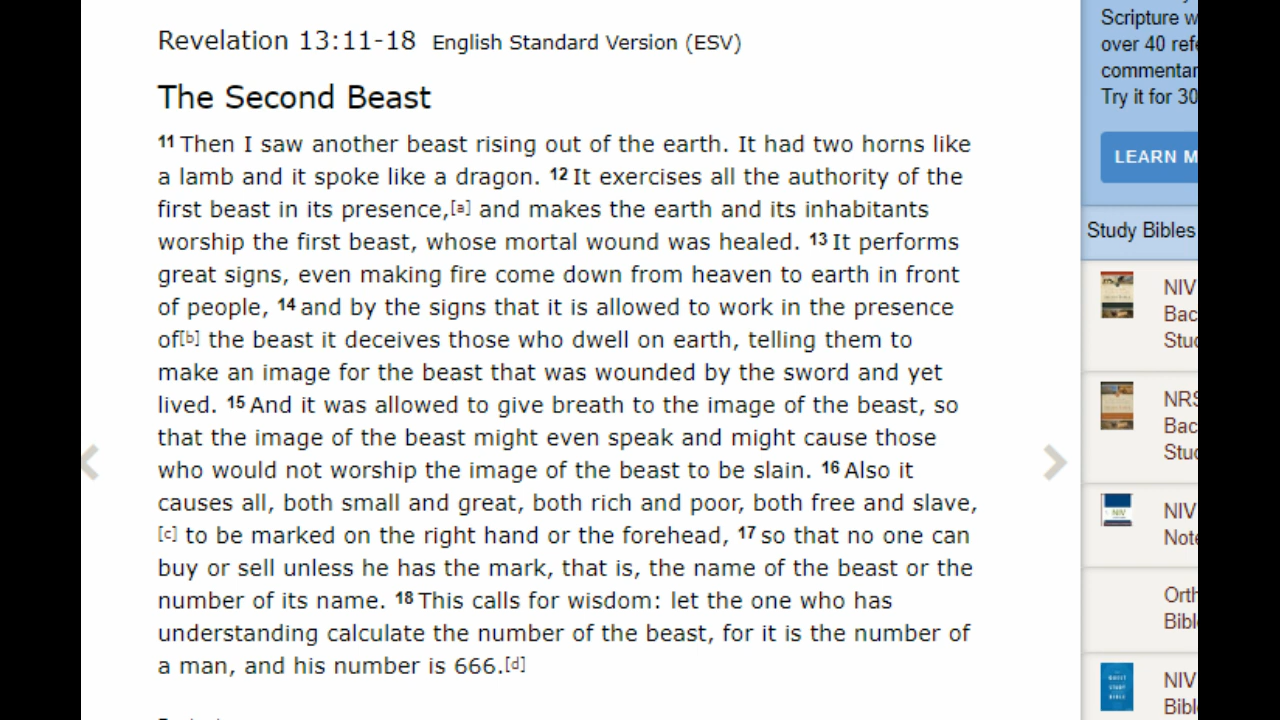 Revelation 13:11-18 English Standard Version (ESV)
The Second Beast
11 Then I saw another beast rising out of the earth. It had two horns like
a lamb and it spoke like a dragon. 12 It exercises all the authority of the
first beast in its presence,[a] and makes the earth and its inhabitants
worship the first beast, whose mortal wound was healed. 13 It performs
great signs, even making fire come down from heaven to earth in front
of people, 14 and by the signs that it is allowed to work in the presence
of[b] the beast it deceives those who dwell on earth, telling them to
make an image for the beast that was wounded by the sword and yet
lived. 15 And it was allowed to give breath to the image of the beast, so
that the image of the beast might even speak and might cause those
who would not worship the image of the beast to be slain. 16 Also it
causes all, both small and great, both rich and poor, both free and slave,
[c] to be marked on the right hand or the forehead, 17 so that no one can
buy or sell unless he has the mark, that is, the name of the beast or the
number of its name. 18 This calls for wisdom: let the one who has
understanding calculate the number of the beast, for it is the number of
a man, and his number is 666.[d]
Scripture w
over 40 refe
commentar
Try it for 30
LEARN M
Study Bibles
NIV
Bac
Stud
NRS
Bac
Stud
NIV
Note
Orth
Bibl
NIV
Bibl